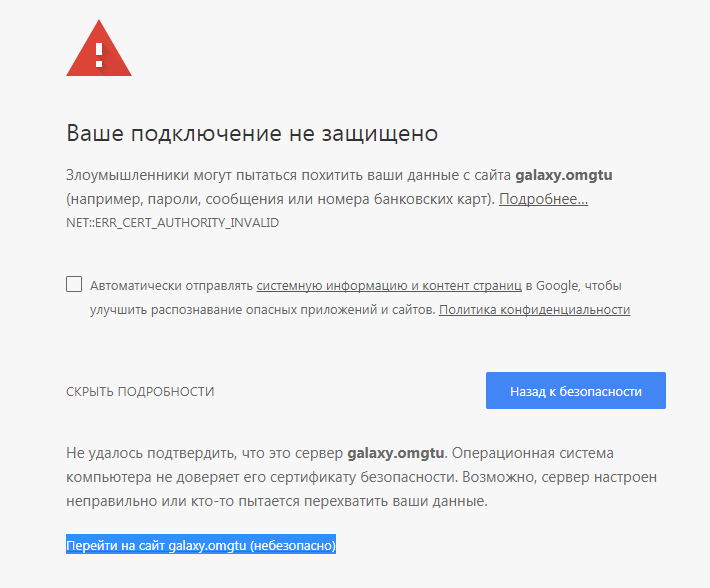 Ваше подключение не защищено
Злоумышленники могут пытаться похитить ваши данные с сайта galaxy.omgtu
(например, пароли, сообщения или номера банковских карт). Подробнее...
NET::ERR_CERT_AUTHORITY_INVALID
Автоматически отправлять системную информацию и контент страниц в Google, чтобы
улучшить распознавание опасных приложений и сайтов. Политика конфиденциальности
СКРЫТЬ ПОДРОБНОСТИ
Назад к безопасности
Не удалось подтвердить, что это сервер galaxy.omgtu. Операционная система
компьютера не доверяет его сертификату безопасности. Возможно, сервер настроен
неправильно или кто-то пытается перехватить ваши данные.
Перейти на сайт galaxy.omgtu (небезопасно)